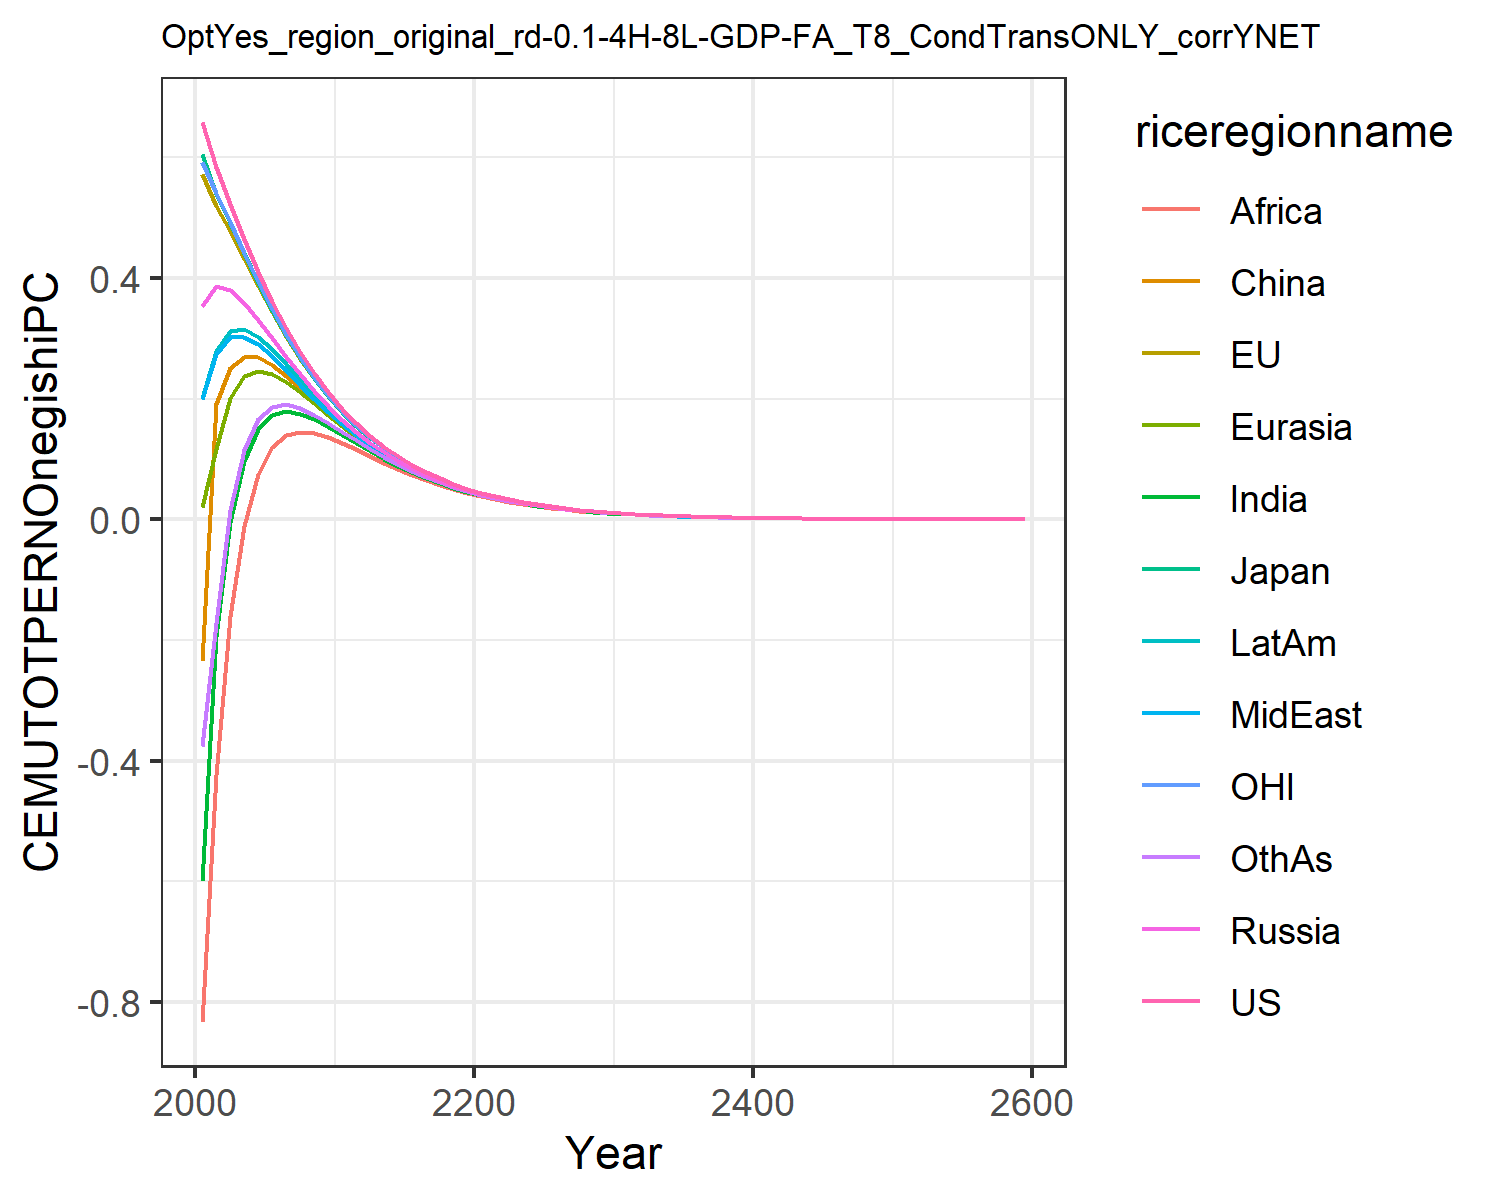 OptYes_region_original_rd-0.1-4H-8L-GDP-FA_T8_CondTransONLY_corrYNET
CEMUTOTPERNOnegishiPC
0.4
0.0
-0.4
-0.8
2000
2200
2400
2600
Year
riceregionname
Africa
China
EU
Eurasia
India
Japan
LatAm
MidEast
OHI
OthAs
Russia
US